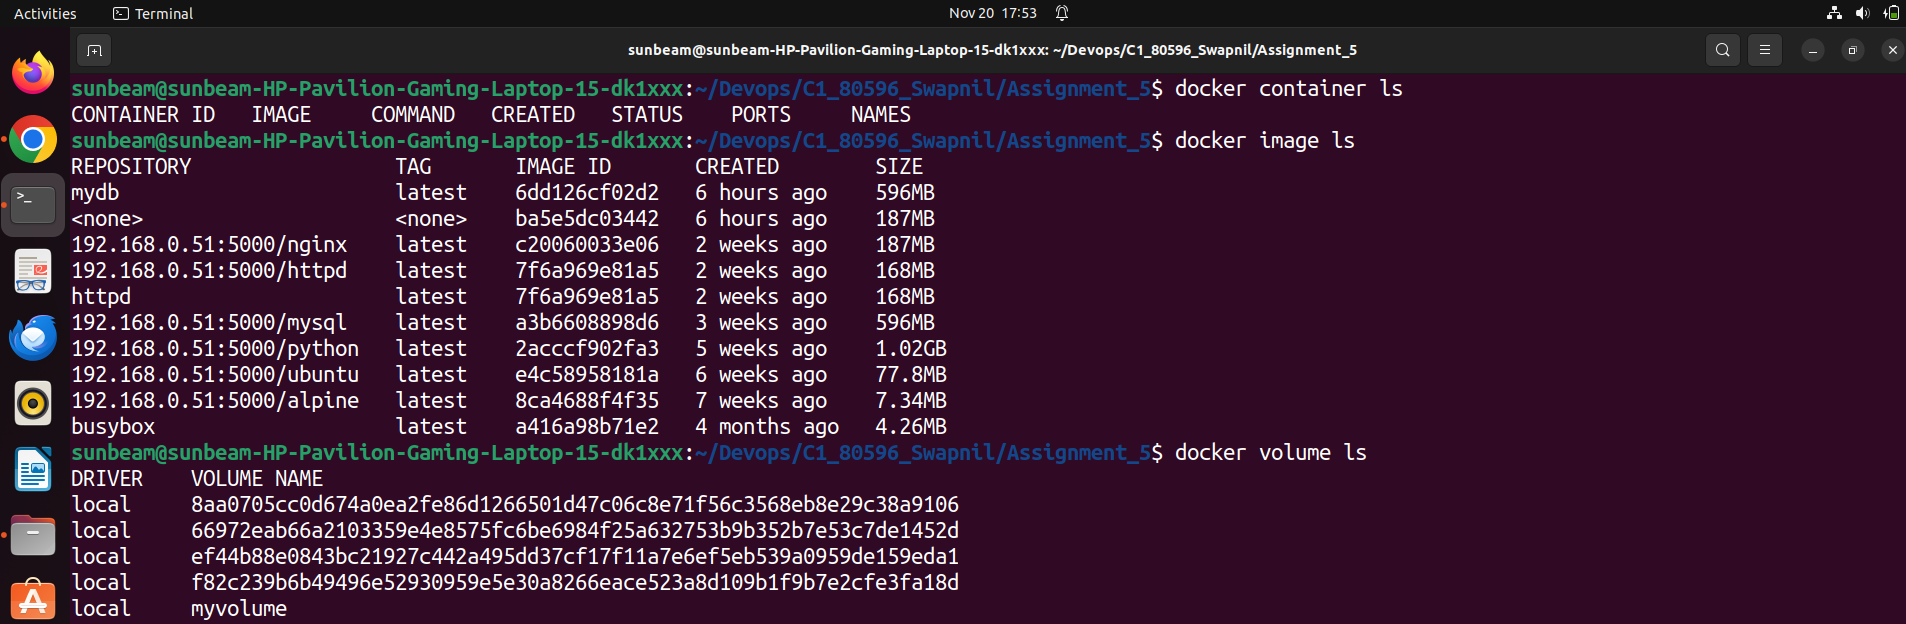 Activities Terminal Nov 20 17:53
sunbeam@sunbeam-HP-Pavilion-Gaming-Laptop-15-dk1xxx: ~/Devops/C1_80596_Swapnil/Assignment_5
sunbeam@sunbeam-HP-Pavilion-Gaming-Laptop-15-dk1xxx:~/Devops/C1_80596_Swapnil/Assignment_5$ docker container ls
CONTAINER ID   IMAGE     COMMAND   CREATED   STATUS    PORTS     NAMES
sunbeam@sunbeam-HP-Pavilion-Gaming-Laptop-15-dk1xxx:~/Devops/C1_80596_Swapnil/Assignment_5$ docker image ls
REPOSITORY                 TAG       IMAGE ID       CREATED        SIZE
mydb                       latest    6dd126cf02d2   6 hours ago    596MB
<none>                     <none>    ba5e5dc03442   6 hours ago    187MB
192.168.0.51:5000/nginx    latest    c20060033e06   2 weeks ago    187MB
192.168.0.51:5000/httpd    latest    7f6a969e81a5   2 weeks ago    168MB
httpd                      latest    7f6a969e81a5   2 weeks ago    168MB
192.168.0.51:5000/mysql    latest    a3b6608898d6   3 weeks ago    596MB
192.168.0.51:5000/python   latest    2acccf902fa3   5 weeks ago    1.02GB
192.168.0.51:5000/ubuntu   latest    e4c58958181a   6 weeks ago    77.8MB
192.168.0.51:5000/alpine   latest    8ca4688f4f35   7 weeks ago    7.34MB
busybox                    latest    a416a98b71e2   4 months ago   4.26MB
sunbeam@sunbeam-HP-Pavilion-Gaming-Laptop-15-dk1xxx:~/Devops/C1_80596_Swapnil/Assignment_5$ docker volume ls
DRIVER    VOLUME NAME
local     8aa0705cc0d674a0ea2fe86d1266501d47c06c8e71f56c3568eb8e29c38a9106
local     66972eab66a2103359e4e8575fc6be6984f25a632753b9b352b7e53c7de1452d
local     ef44b88e0843bc21927c442a495dd37cf17f11a7e6ef5eb539a0959de159eda1
local     f82c239b6b49496e52930959e5e30a8266eace523a8d109b1f9b7e2cfe3fa18d
local     myvolume